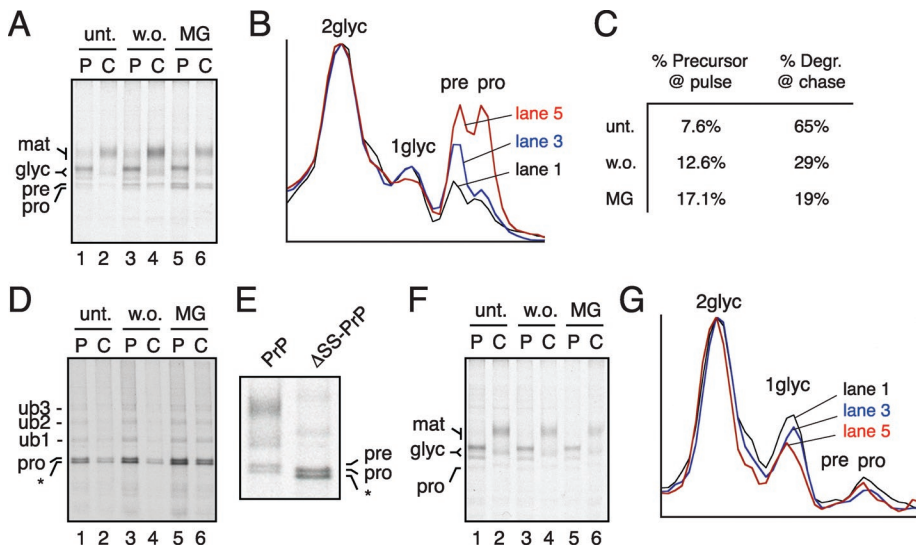 A
unt. w.o. MG
P C P C P C
mat
glyc
pre
pro
1 2 3 4 5 6
B
2glyc
pre pro
1glyc
lane 5
lane 3
lane 1
C
% Precursor % Degr.
@ pulse @ chase
unt. 7.6% 65%
w.o. 12.6% 29%
MG 17.1% 19%
D
unt. w.o. MG
P C P C P C
ub3 -
ub2 -
ub1 -
pro
*
1 2 3 4 5 6
E
PrP ΔSS-PrP
pre
pro
*
F
unt. w.o. MG
P C P C P C
mat
glyc
pro
1 2 3 4 5 6
G
2glyc
1glyc
lane 1
lane 3
lane 5
pre pro